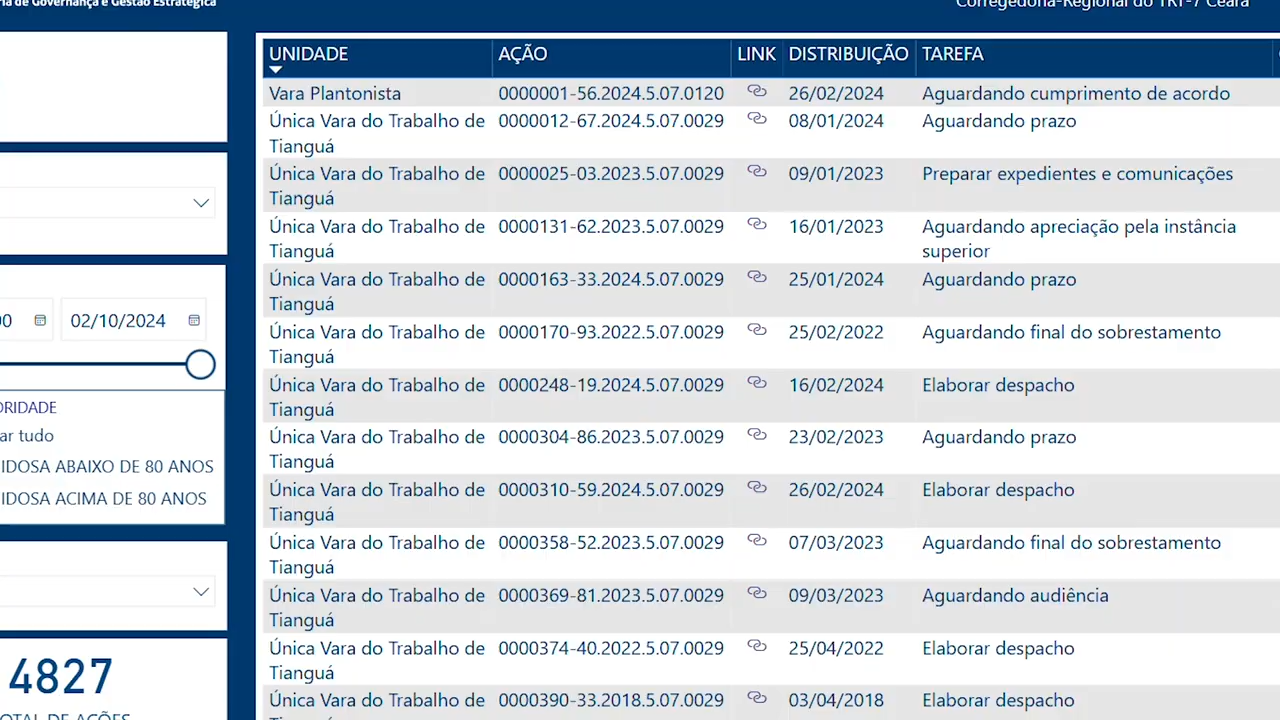 de Governança e Gestão Estratégica
Corregedoria-Regional do TRT-7 Ceará
02/10/2024
ar tudo
IDOSA ABAIXO DE 80 ANOS
IDOSA ACIMA DE 80 ANOS
4827
DE AÇÕES
UNIDADE AÇÃO LINK DISTRIBUIÇÃO TAREFA
Vara Plantonista 0000001-56.2024.5.07.0120 26/02/2024 Aguardando cumprimento de acordo
Única Vara do Trabalho de 0000012-67.2024.5.07.0029 08/01/2024 Aguardando prazo
Tianguá
Única Vara do Trabalho de 0000025-03.2023.5.07.0029 09/01/2023 Preparar expedientes e comunicações
Tianguá
Única Vara do Trabalho de 0000131-62.2023.5.07.0029 16/01/2023 Aguardando apreciação pela instância
Tianguá superior
Única Vara do Trabalho de 0000163-33.2024.5.07.0029 25/01/2024 Aguardando prazo
Tianguá
Única Vara do Trabalho de 0000170-93.2022.5.07.0029 25/02/2022 Aguardando final do sobrestamento
Tianguá
Única Vara do Trabalho de 0000248-19.2024.5.07.0029 16/02/2024 Elaborar despacho
Tianguá
Única Vara do Trabalho de 0000304-86.2023.5.07.0029 23/02/2023 Aguardando prazo
Tianguá
Única Vara do Trabalho de 0000310-59.2024.5.07.0029 26/02/2024 Elaborar despacho
Tianguá
Única Vara do Trabalho de 0000358-52.2023.5.07.0029 07/03/2023 Aguardando final do sobrestamento
Tianguá
Única Vara do Trabalho de 0000369-81.2023.5.07.0029 09/03/2023 Aguardando audiência
Tianguá
Única Vara do Trabalho de 0000374-40.2022.5.07.0029 25/04/2022 Elaborar despacho
Tianguá
Única Vara do Trabalho de 0000390-33.2018.5.07.0029 03/04/2018 Elaborar despacho